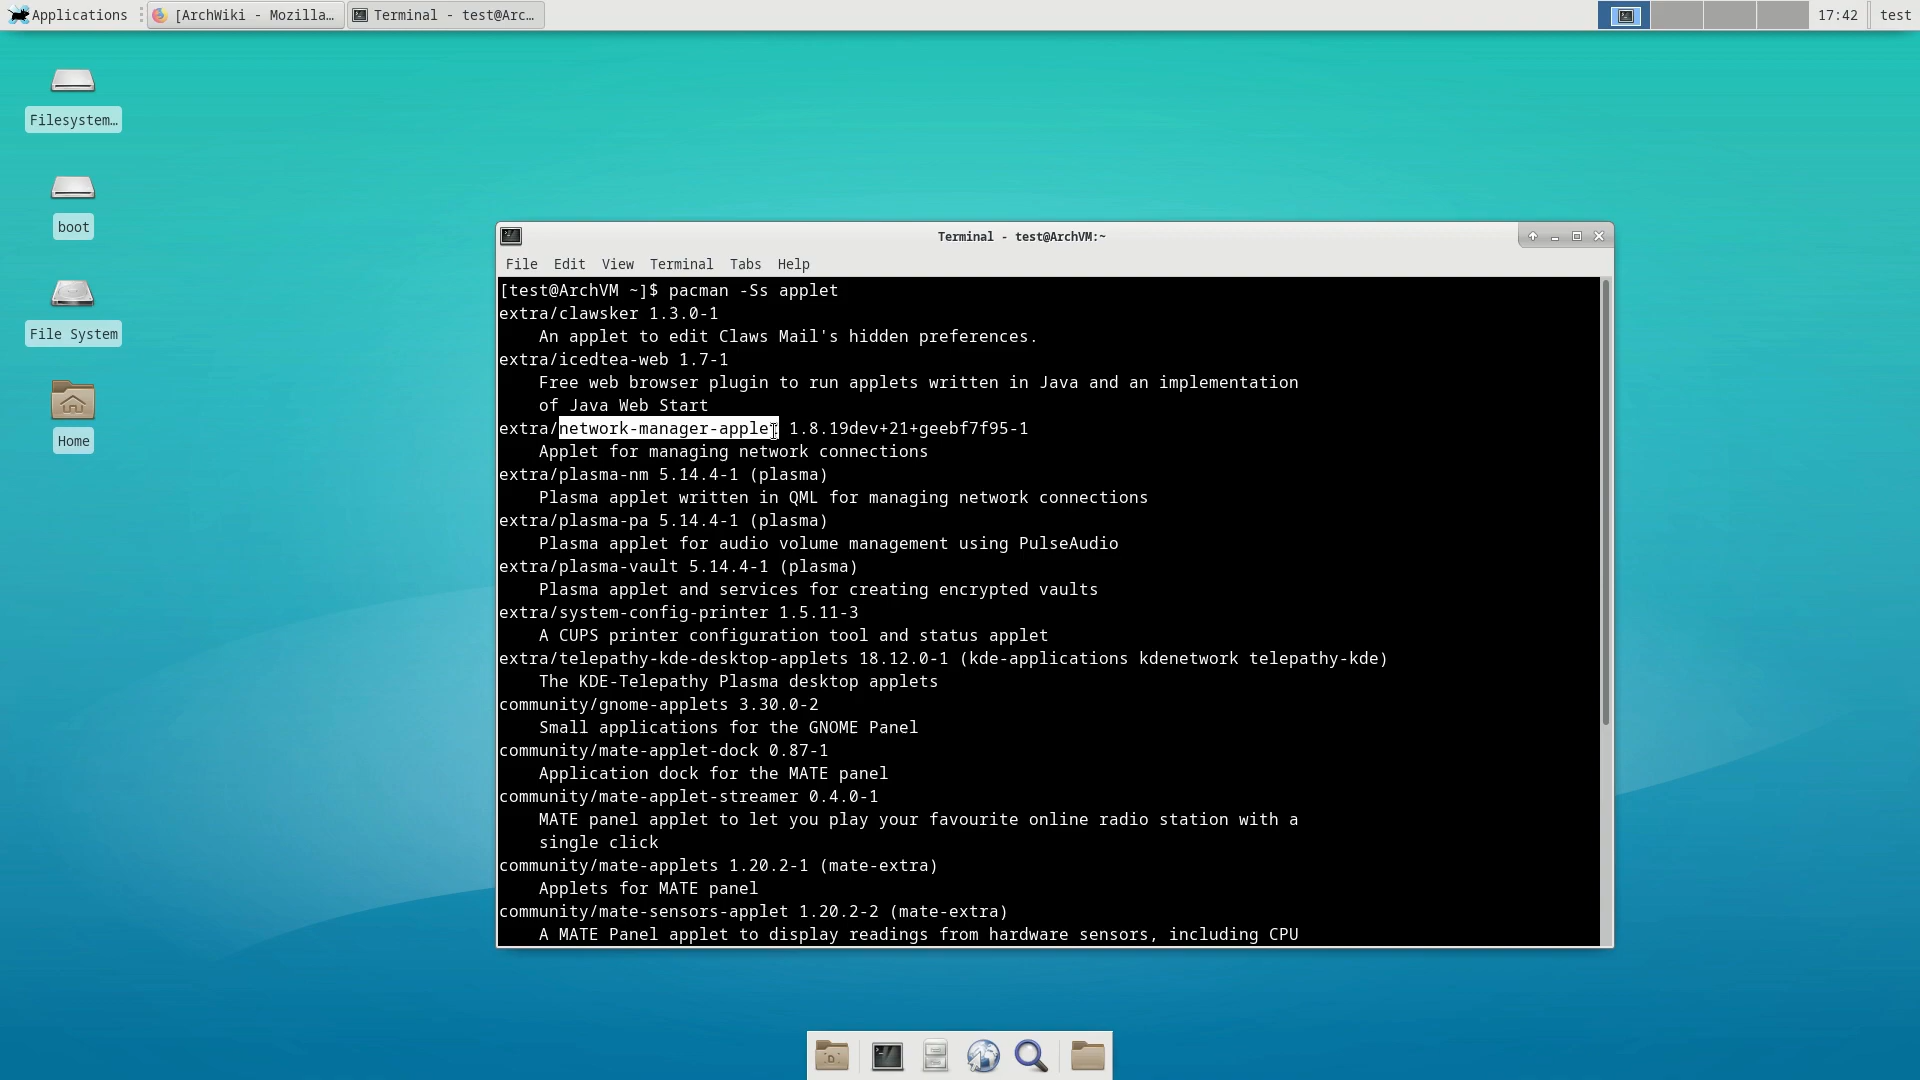 Applications
[ArchWiki - Mozilla…
Terminal - test@Arc…
17:42
test
Filesystem…
boot
File System
Home
Terminal - test@ArchVM:~
File Edit View Terminal Tabs Help
[test@ArchVM ~]$ pacman -Ss applet
extra/clawsker 1.3.0-1
An applet to edit Claws Mail's hidden preferences.
extra/icedtea-web 1.7-1
Free web browser plugin to run applets written in Java and an implementation
of Java Web Start
extra/network-manager-applet 1.8.19dev+21+geebf7f95-1
Applet for managing network connections
extra/plasma-nm 5.14.4-1 (plasma)
Plasma applet written in QML for managing network connections
extra/plasma-pa 5.14.4-1 (plasma)
Plasma applet for audio volume management using PulseAudio
extra/plasma-vault 5.14.4-1 (plasma)
Plasma applet and services for creating encrypted vaults
extra/system-config-printer 1.5.11-3
A CUPS printer configuration tool and status applet
extra/telepathy-kde-desktop-applets 18.12.0-1 (kde-applications kdenetwork telepathy-kde)
The KDE-Telepathy Plasma desktop applets
community/gnome-applets 3.30.0-2
Small applications for the GNOME Panel
community/mate-applet-dock 0.87-1
Application dock for the MATE panel
community/mate-applet-streamer 0.4.0-1
MATE panel applet to let you play your favourite online radio station with a
single click
community/mate-applets 1.20.2-1 (mate-extra)
Applets for MATE panel
community/mate-sensors-applet 1.20.2-2 (mate-extra)
A MATE Panel applet to display readings from hardware sensors, including CPU